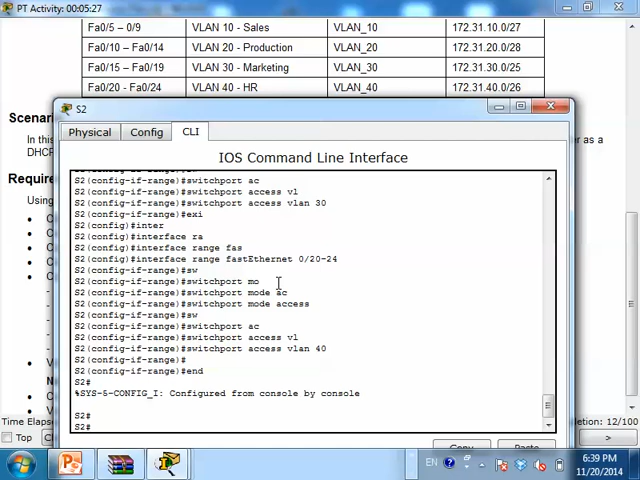 PT Activity: 00:05:27
Fa0/5 – 0/9 VLAN 10 - Sales VLAN_10 172.31.10.0/27
Fa0/10 – Fa0/14 VLAN 20 - Production VLAN_20 172.31.20.0/28
Fa0/15 – Fa0/19 VLAN 30 - Marketing VLAN_30 172.31.30.0/25
Fa0/20 - Fa0/24 VLAN 40 - HR VLAN_40 172.31.40.0/26
Scenar
In this er as a
DHCP
Require
Using
S2
Physical Config CLI
IOS Command Line Interface
S2(config-if-range)#switchport ac
S2(config-if-range)#switchport access vl
S2(config-if-range)#switchport access vlan 30
S2(config-if-range)#exi
S2(config)#inter
S2(config)#interface ra
S2(config)#interface range fas
S2(config)#interface range fastEthernet 0/20-24
S2(config-if-range)#sw
S2(config-if-range)#switchport mo
S2(config-if-range)#switchport mode ac
S2(config-if-range)#switchport mode access
S2(config-if-range)#sw
S2(config-if-range)#switchport ac
S2(config-if-range)#switchport access vl
S2(config-if-range)#switchport access vlan 40
S2(config-if-range)#
S2(config-if-range)#end
S2#
%SYS-5-CONFIG_I: Configured from console by console
S2#
S2#
Copy Paste
Time Elaps letion: 12/100
Top >
EN 6:39 PM
11/20/2014